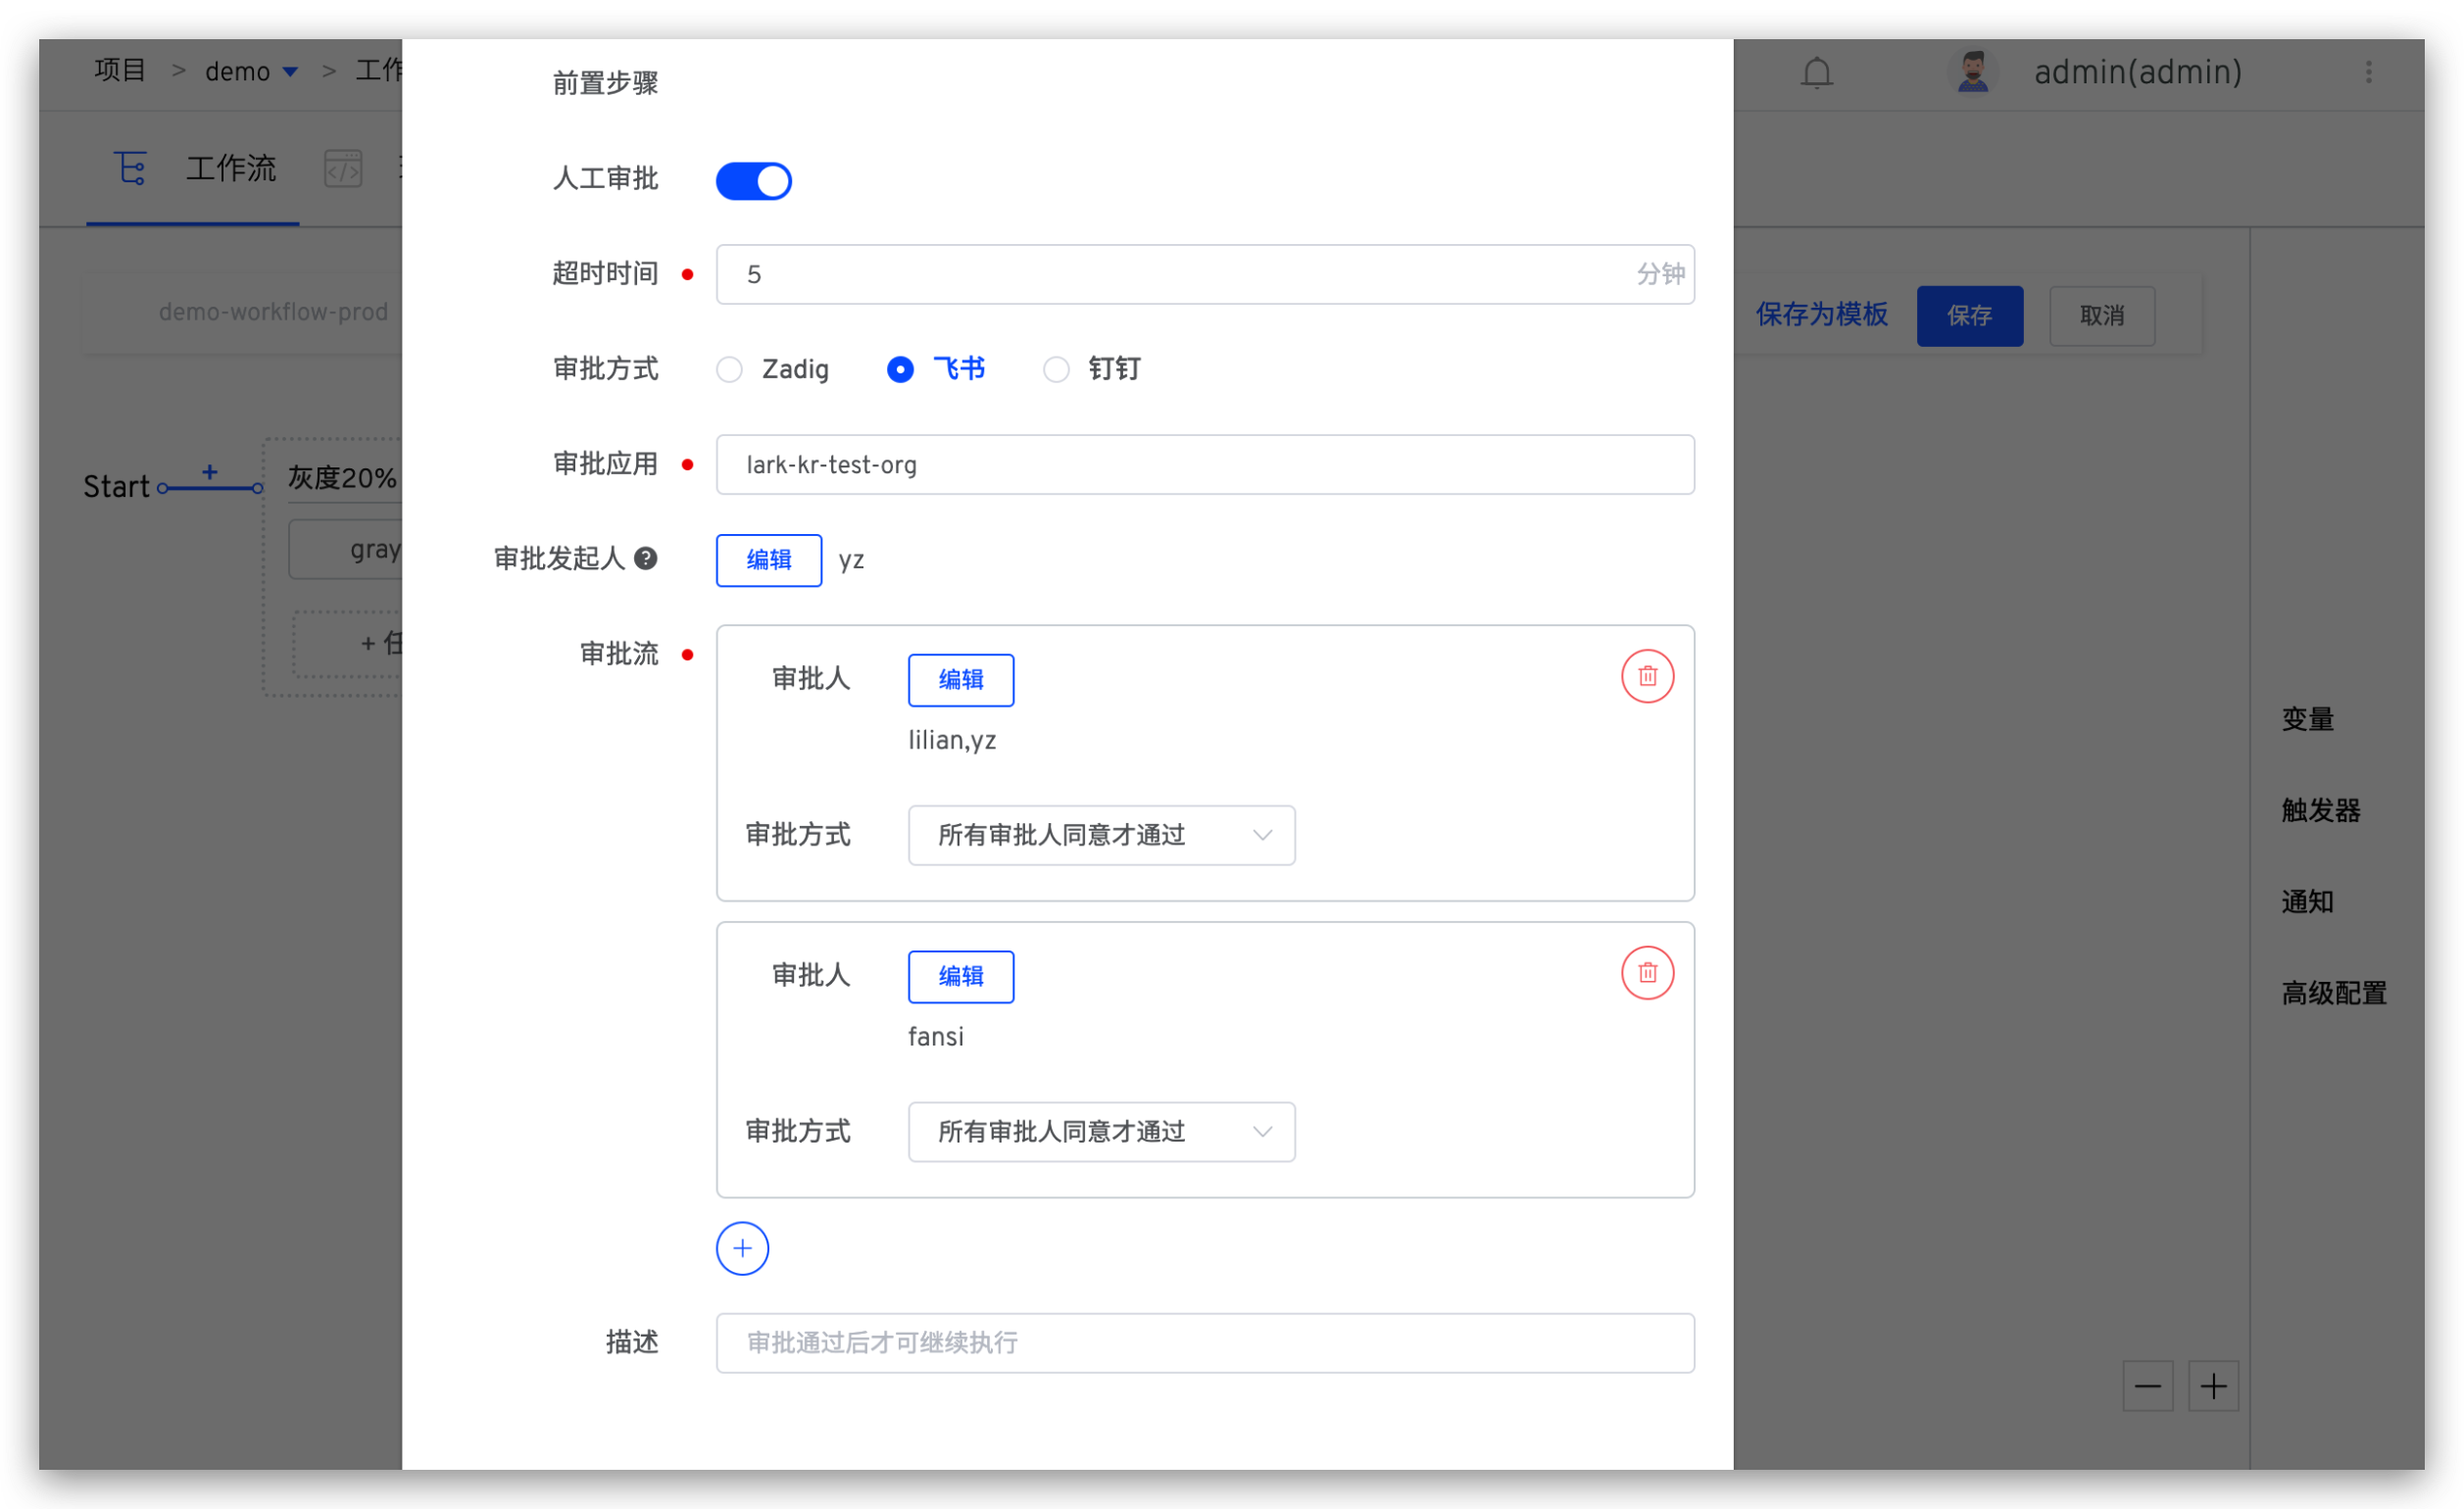 项目 > demo > 工作
admin(admin)
工作流
demo-workflow-prod
保存为模板 保存 取消
Start + 灰度20%
gray
+ 任
前置步骤
人工审批
超时时间 5 分钟
审批方式 Zadig 飞书 钉钉
审批应用 lark-kr-test-org
审批发起人 ? 编辑 yz
审批流
审批人 编辑
lilian,yz
审批方式 所有审批人同意才通过
审批人 编辑
fansi
审批方式 所有审批人同意才通过
描述 审批通过后才可继续执行
变量
触发器
通知
高级配置